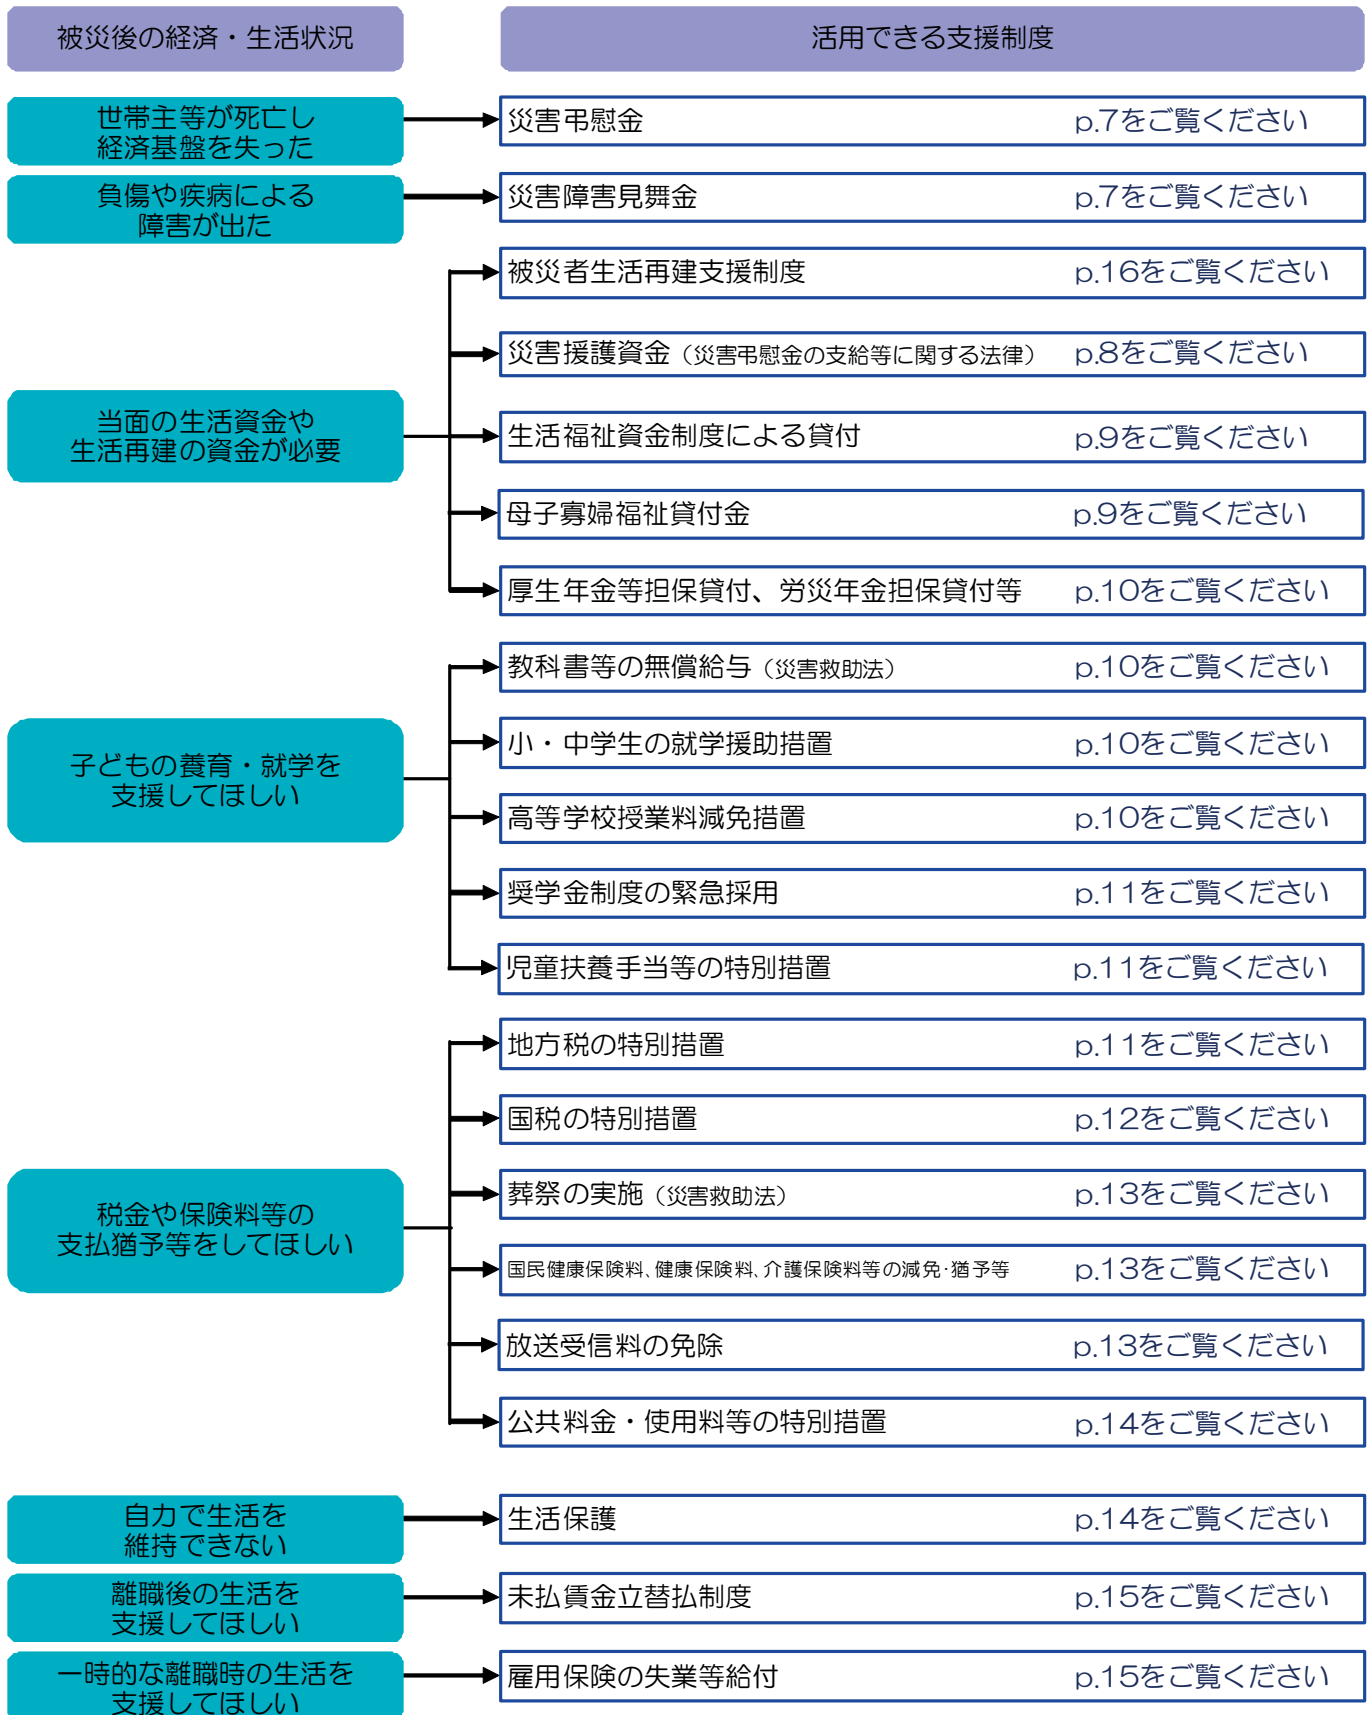 被災後の経済・生活状況
活用できる支援制度
世帯主等が死亡し
経済基盤を失った
災害弔慰金 p.7をご覧ください
負傷や疾病による
障害が出た
災害障害見舞金 p.7をご覧ください
当面の生活資金や
生活再建の資金が必要
被災者生活再建支援制度 p.16をご覧ください
災害援護資金（災害弔慰金の支給等に関する法律） p.8をご覧ください
生活福祉資金制度による貸付 p.9をご覧ください
母子寡婦福祉貸付金 p.9をご覧ください
厚生年金等担保貸付、労災年金担保貸付等 p.10をご覧ください
子どもの養育・就学を
支援してほしい
教科書等の無償給与（災害救助法） p.10をご覧ください
小・中学生の就学援助措置 p.10をご覧ください
高等学校授業料減免措置 p.10をご覧ください
奨学金制度の緊急採用 p.11をご覧ください
児童扶養手当等の特別措置 p.11をご覧ください
税金や保険料等の
支払猶予等をしてほしい
地方税の特別措置 p.11をご覧ください
国税の特別措置 p.12をご覧ください
葬祭の実施（災害救助法） p.13をご覧ください
国民健康保険料、健康保険料、介護保険料等の減免・猶予等 p.13をご覧ください
放送受信料の免除 p.13をご覧ください
公共料金・使用料等の特別措置 p.14をご覧ください
自力で生活を
維持できない
生活保護 p.14をご覧ください
離職後の生活を
支援してほしい
未払賃金立替払制度 p.15をご覧ください
一時的な離職時の生活を
支援してほしい
雇用保険の失業等給付 p.15をご覧ください